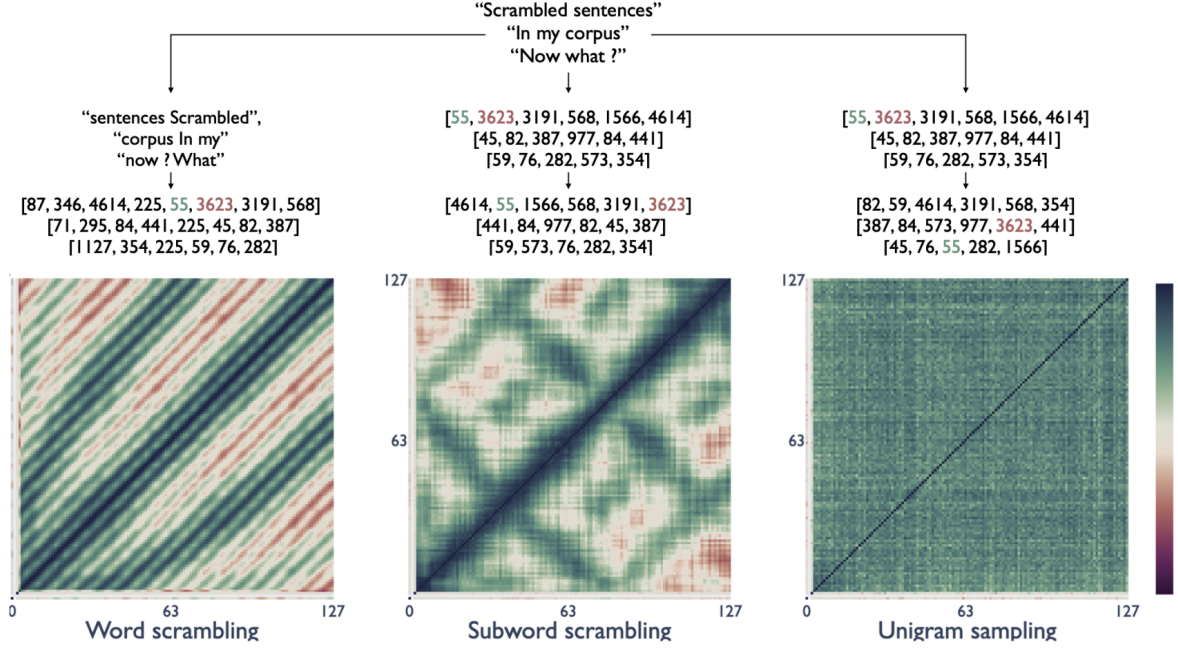 “Scrambled sentences”
“In my corpus”
“Now what ?”
“sentences Scrambled”,
“corpus In my”
“now ? What”
[87, 346, 4614, 225, 55, 3623, 3191, 568]
[71, 295, 84, 441, 225, 45, 82, 387]
[1127, 354, 225, 59, 76, 282]
[55, 3623, 3191, 568, 1566, 4614]
[45, 82, 387, 977, 84, 441]
[59, 76, 282, 573, 354]
[4614, 55, 1566, 568, 3191, 3623]
[441, 84, 977, 82, 45, 387]
[59, 573, 76, 282, 354]
[55, 3623, 3191, 568, 1566, 4614]
[45, 82, 387, 977, 84, 441]
[59, 76, 282, 573, 354]
[82, 59, 4614, 3191, 568, 354]
[387, 84, 573, 977, 3623, 441]
[45, 76, 55, 282, 1566]
0 63 127
Word scrambling
127
63
0 63 127
Subword scrambling
127
63
0 63 127
Unigram sampling